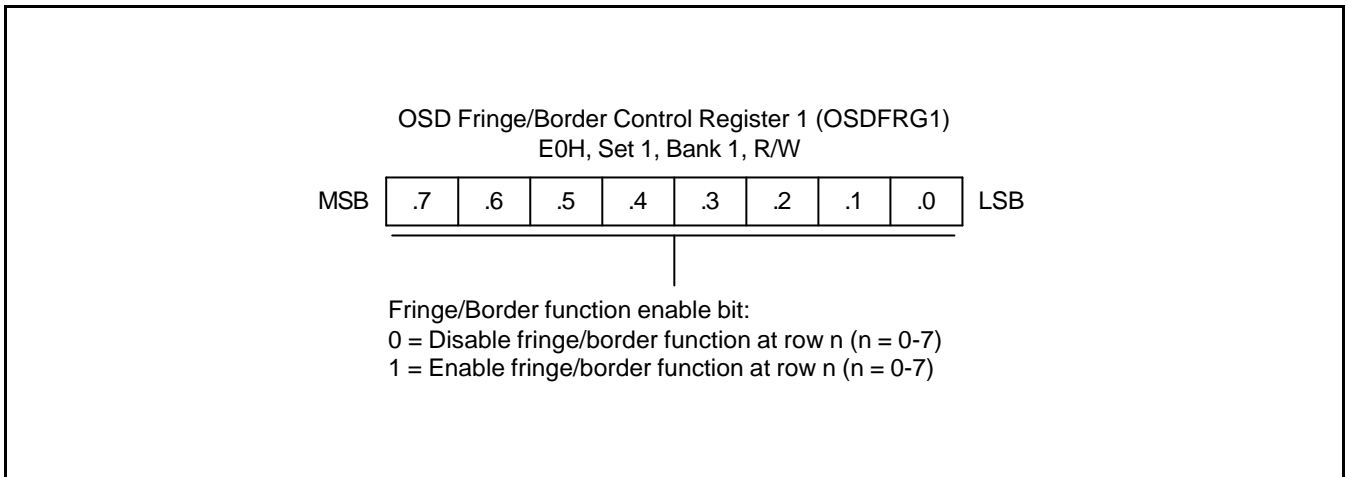 OSD Fringe/Border Control Register 1 (OSDFRG1)
E0H, Set 1, Bank 1, R/W
MSB .7 .6 .5 .4 .3 .2 .1 .0 LSB
Fringe/Border function enable bit:
0 = Disable fringe/border function at row n (n = 0-7)
1 = Enable fringe/border function at row n (n = 0-7)